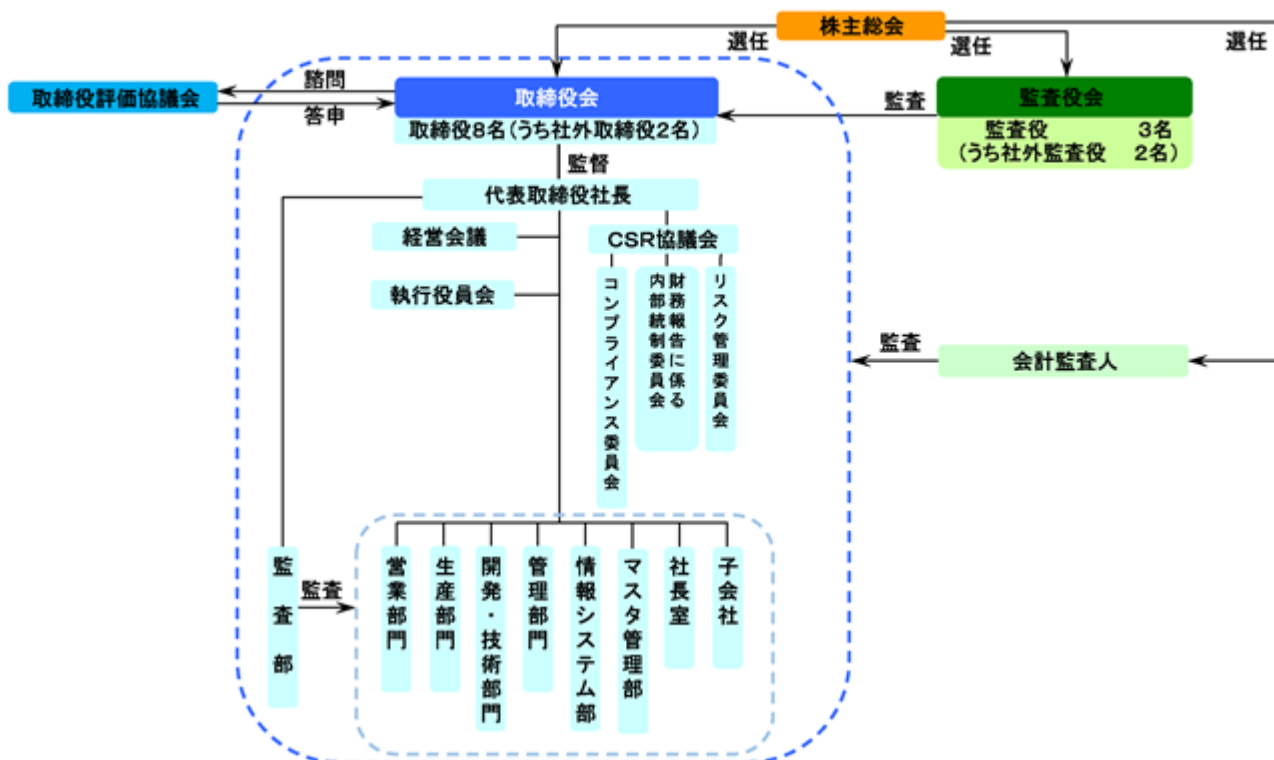 株主総会
選任
選任
選任
取締役評価協議会
諮問
答申
取締役会
取締役8名(うち社外取締役2名)
監査
監査役会
監査役 3名
(うち社外監査役 2名)
監督
代表取締役社長
経営会議
執行役員会
CSR協議会
コンプライアンス委員会
財務報告に係る
内部統制委員会
リスク管理委員会
監査
会計監査人
監査部
監査
営業部門
生産部門
開発・技術部門
管理部門
情報システム部
マスタ管理部
社長室
子会社